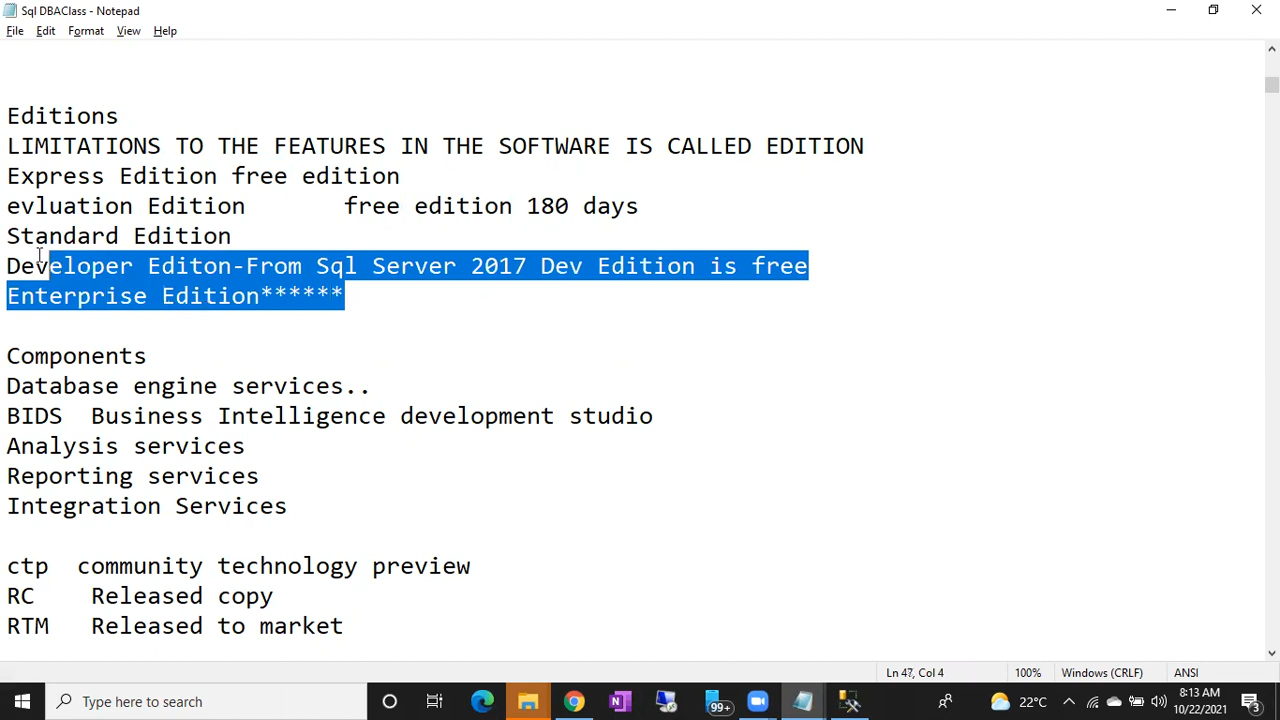 Sql DBAClass - Notepad
File Edit Format View Help
Editions
LIMITATIONS TO THE FEATURES IN THE SOFTWARE IS CALLED EDITION
Express Edition free edition
evluation Edition free edition 180 days
Standard Edition
Developer Editon-From Sql Server 2017 Dev Edition is free
Enterprise Edition******
Components
Database engine services..
BIDS Business Intelligence development studio
Analysis services
Reporting services
Integration Services
ctp community technology preview
RC Released copy
RTM Released to market
Ln 47, Col 4 100% Windows (CRLF) ANSI
Type here to search 99+ 22°C 8:13 AM
10/22/2021 3